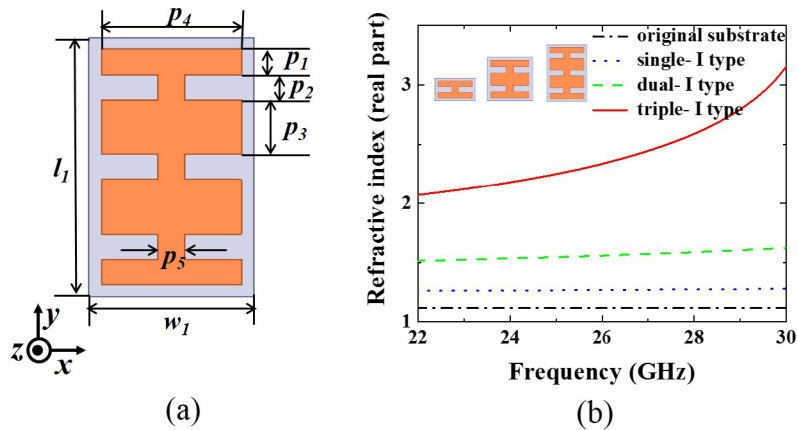 p4
p1
p2
p3
l1
p5
w1
y
z
x
(a)
original substrate
single- I type
dual- I type
triple- I type
Refractive index (real part)
3
2
1
22
24
26
28
30
Frequency (GHz)
(b)